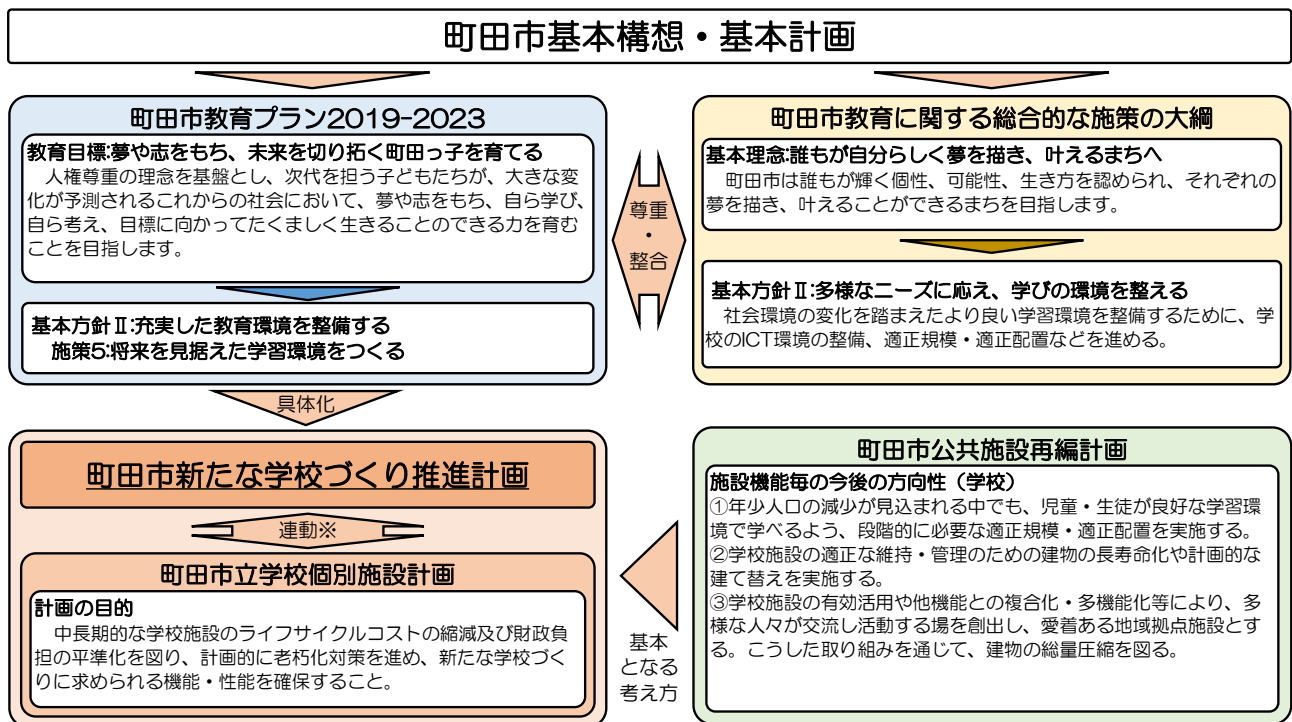 町田市基本構想・基本計画
町田市教育プラン2019-2023
教育目標:夢や志をもち、未来を切り拓く町田っ子を育てる
人権尊重の理念を基盤とし、次代を担う子どもたちが、大きな変
化が予測されるこれからの社会において、夢や志をもち、自ら学び、
自ら考え、目標に向かってたくましく生きることのできる力を育む
ことを目指します。
基本方針Ⅱ:充実した教育環境を整備する
施策5:将来を見据えた学習環境をつくる
尊重
・
整合
町田市教育に関する総合的な施策の大綱
基本理念:誰もが自分らしく夢を描き、叶えるまちへ
町田市は誰もが輝く個性、可能性、生き方を認められ、それぞれの
夢を描き、叶えることができるまちを目指します。
基本方針Ⅱ:多様なニーズに応え、学びの環境を整える
社会環境の変化を踏まえたより良い学習環境を整備するために、学
校のICT環境の整備、適正規模・適正配置などを進める。
具体化
町田市新たな学校づくり推進計画
連動※
町田市立学校個別施設計画
計画の目的
中長期的な学校施設のライフサイクルコストの縮減及び財政負
担の平準化を図り、計画的に老朽化対策を進め、新たな学校づく
りに求められる機能・性能を確保すること。
基本
となる
考え方
町田市公共施設再編計画
施設機能毎の今後の方向性（学校）
①年少人口の減少が見込まれる中でも、児童・生徒が良好な学習環
境で学べるよう、段階的に必要な適正規模・適正配置を実施する。
②学校施設の適正な維持・管理のための建物の長寿命化や計画的な
建て替えを実施する。
③学校施設の有効活用や他機能との複合化・多機能化等により、多
様な人々が交流し活動する場を創出し、愛着ある地域拠点施設とす
る。こうした取り組みを通じて、建物の総量圧縮を図る。